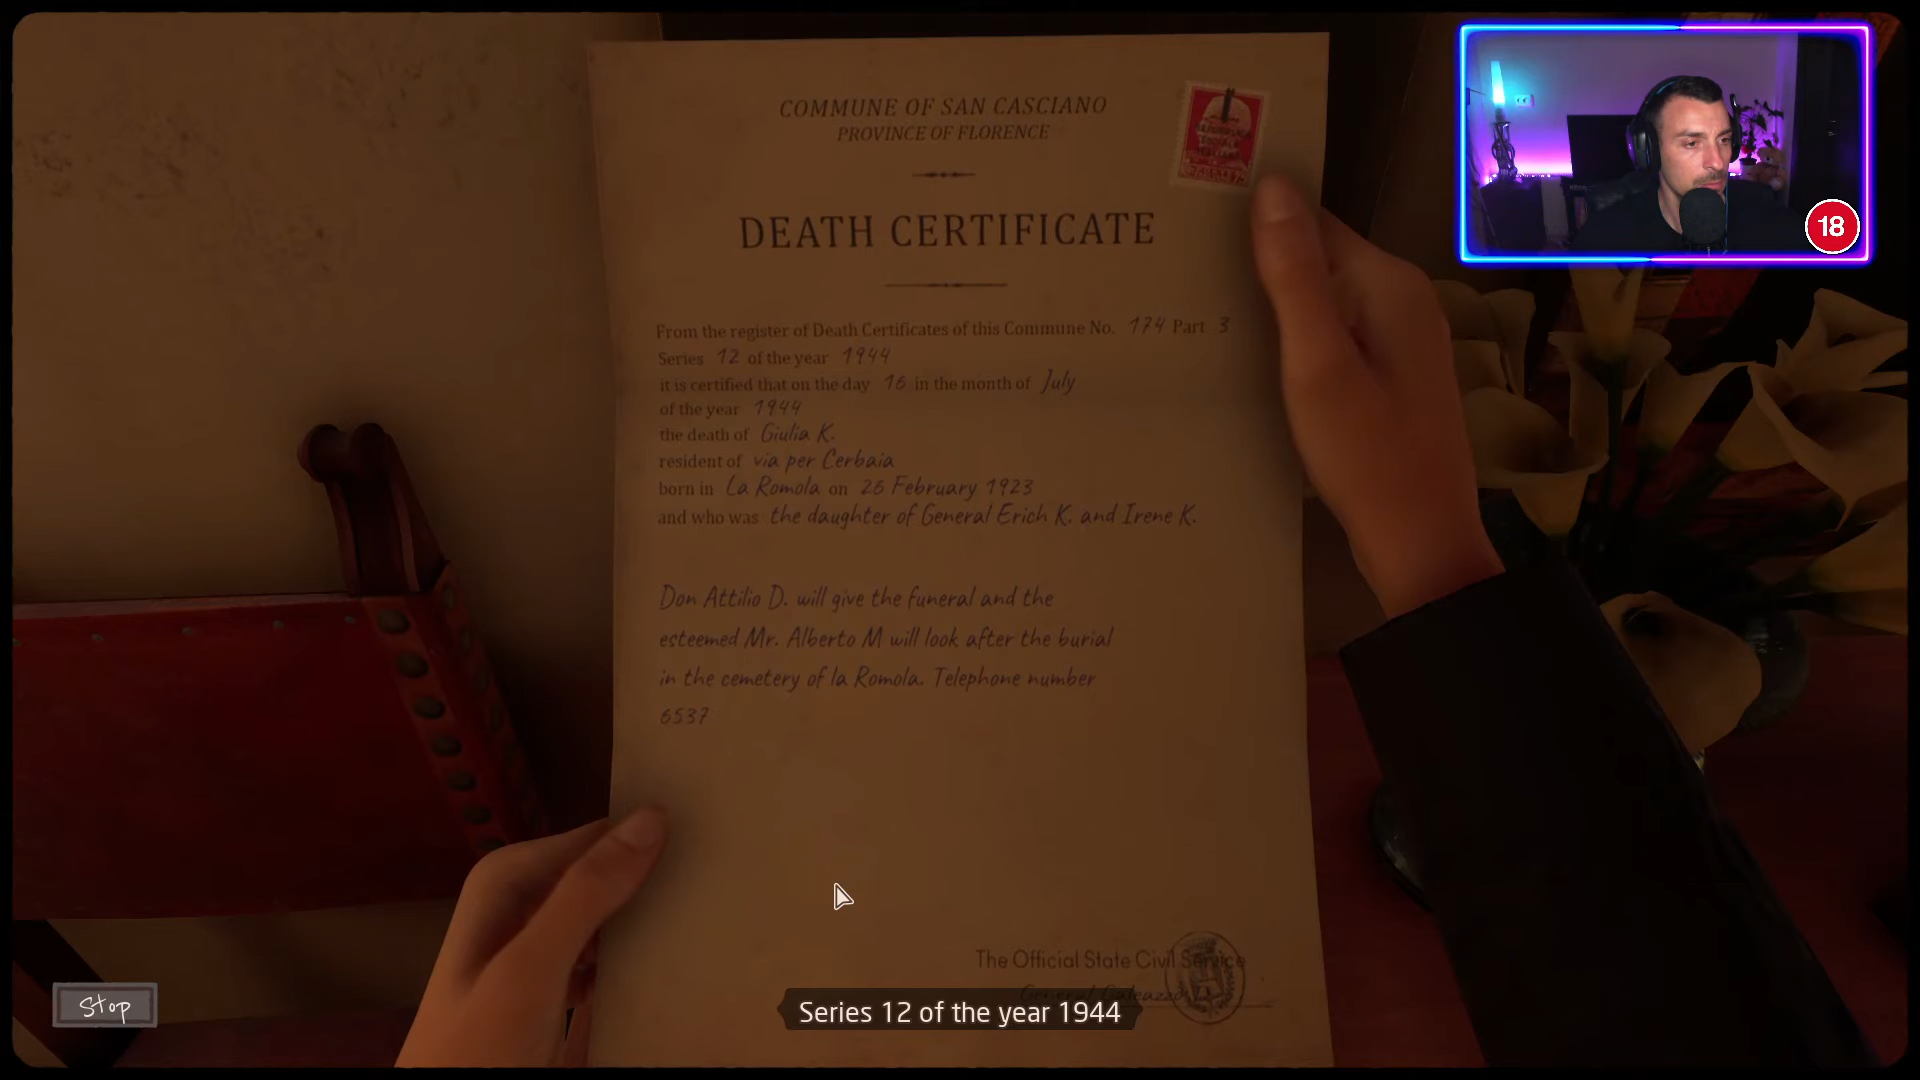 COMMUNE OF SAN CASCIANO
PROVINCE OF FLORENCE
DEATH CERTIFICATE
From the register of Death Certificates of this Commune No. 174 Part 3
Series 12 of the year 1944
it is certified that on the day 16 in the month of July
of the year 1944
the death of Giulia K.
resident of via per Cerbaia
born in La Romola on 26 February 1923
and who was the daughter of General Erich K. and Irene K.
Don Attilio D. will give the funeral and the
esteemed Mr. Alberto M will look after the burial
in the cemetery of la Romola. Telephone number
6537
The Official State Civil Service
General Galeazzo
Series 12 of the year 1944
Stop
18